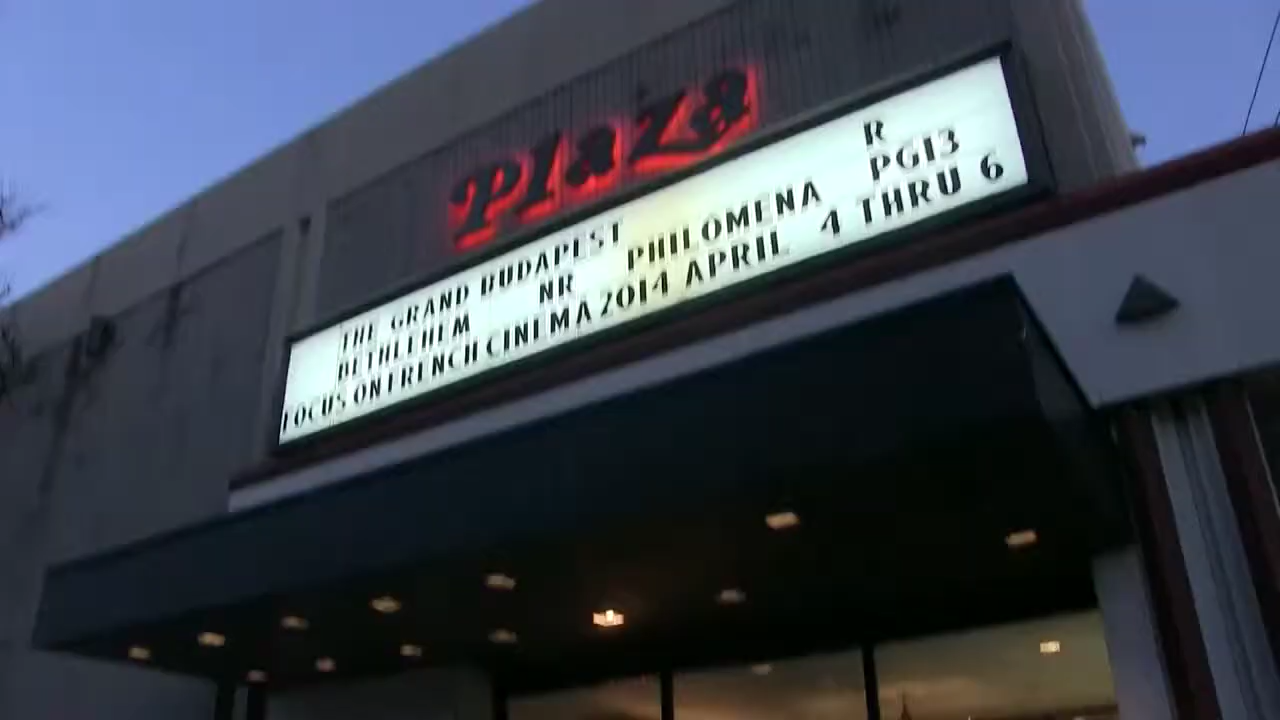 Plaza
THE GRAND BUDAPEST R
BETHLEHEM NR PHILOMENA PG13
FOCUS ON FRENCH CINEMA 2014 APRIL 4 THRU 6